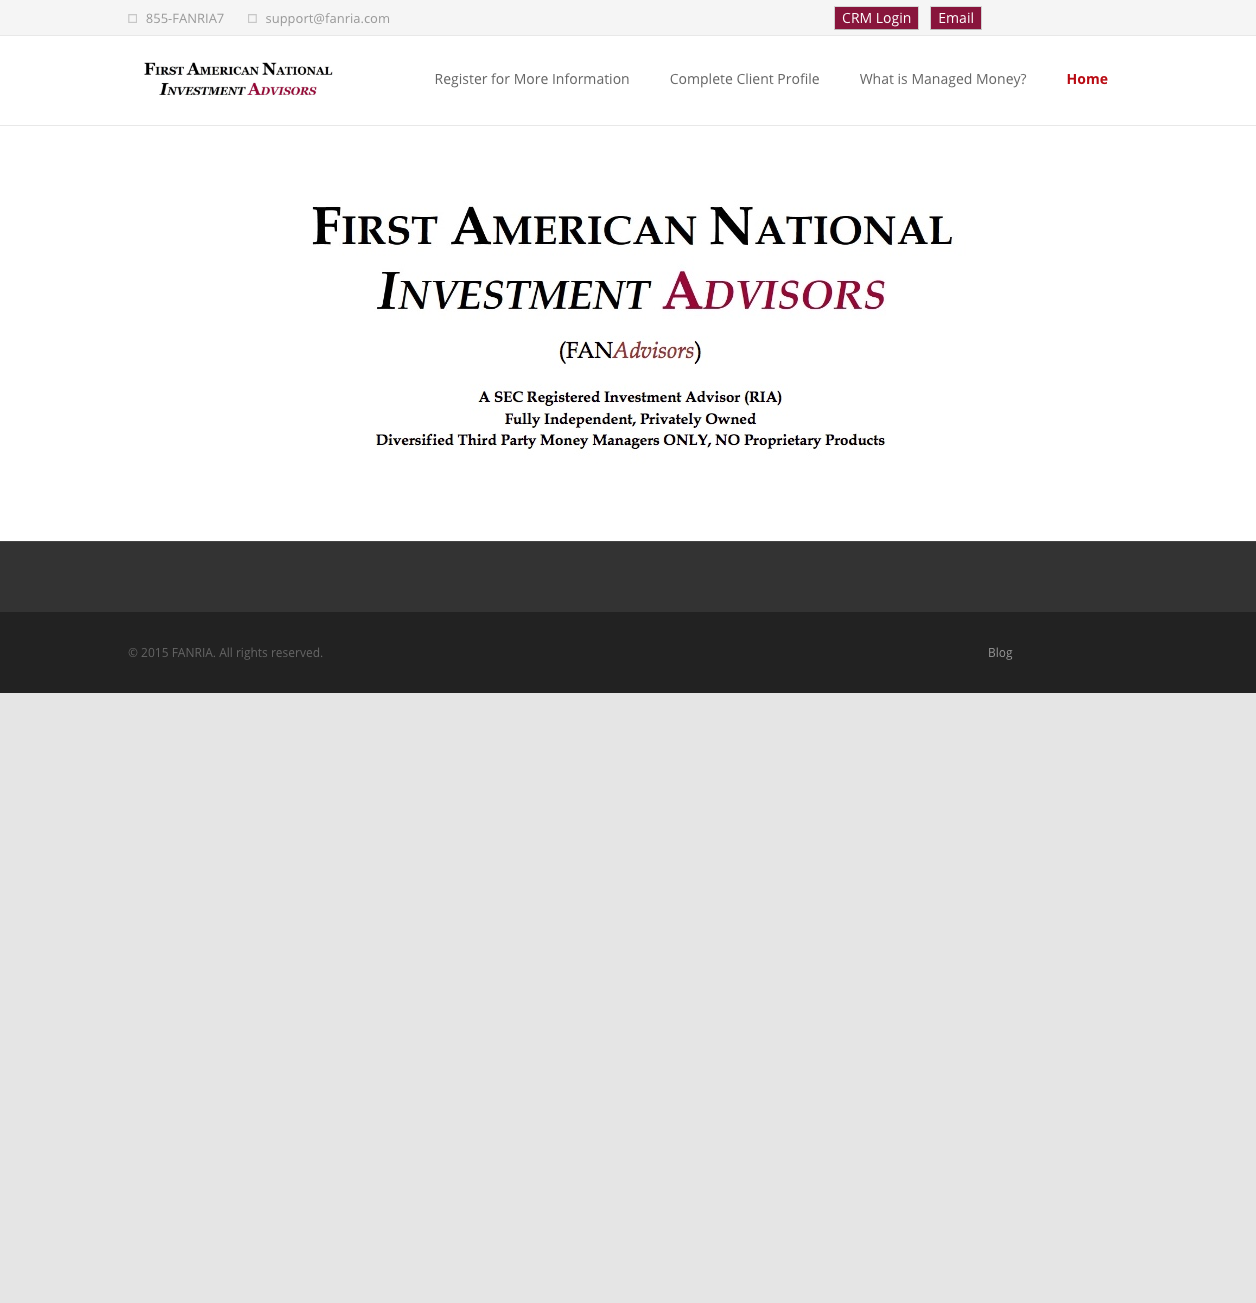 855-FANRIA7 support@fanria.com CRM Login Email
First American National
Investment Advisors
Register for More Information Complete Client Profile What is Managed Money? Home
First American National
Investment Advisors
(FANAdvisors)
A SEC Registered Investment Advisor (RIA)
Fully Independent, Privately Owned
Diversified Third Party Money Managers ONLY, NO Proprietary Products
© 2015 FANRIA. All rights reserved. Blog